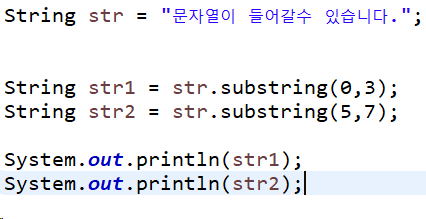 String str = "문자열이 들어갈수 있습니다.";
String str1 = str.substring(0,3);
String str2 = str.substring(5,7);
System.out.println(str1);
System.out.println(str2);